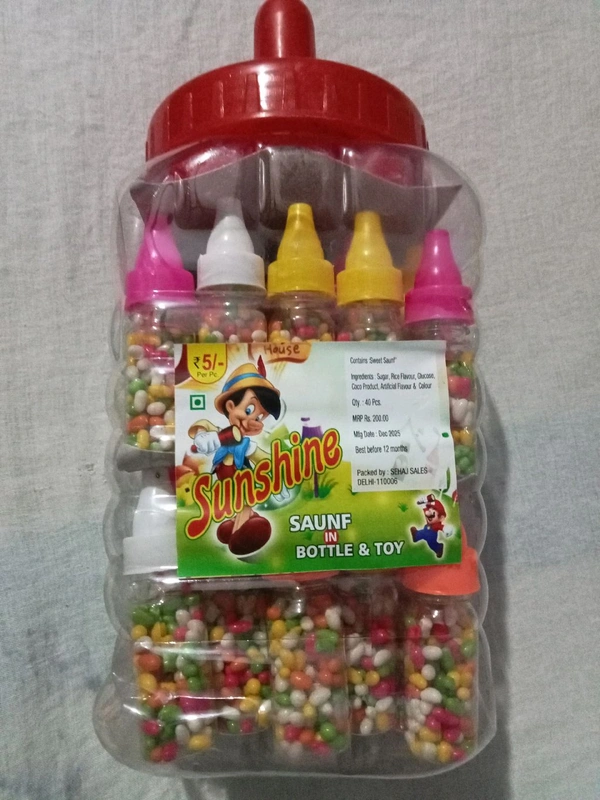 House
₹5/-
Per Pc.
Contains 'Sweet Saunf'
Ingredients : Sugar, Rice Flavour, Glucose,
Coco Product, Artificial Flavour & Colour
Qty. : 40 Pcs.
MRP Rs. 200.00
Mfg Date : Dec 2025
Best before 12 months
Packed by : SEHAJ SALES
DELHI-110006
Sunshine
SAUNF
IN
BOTTLE & TOY